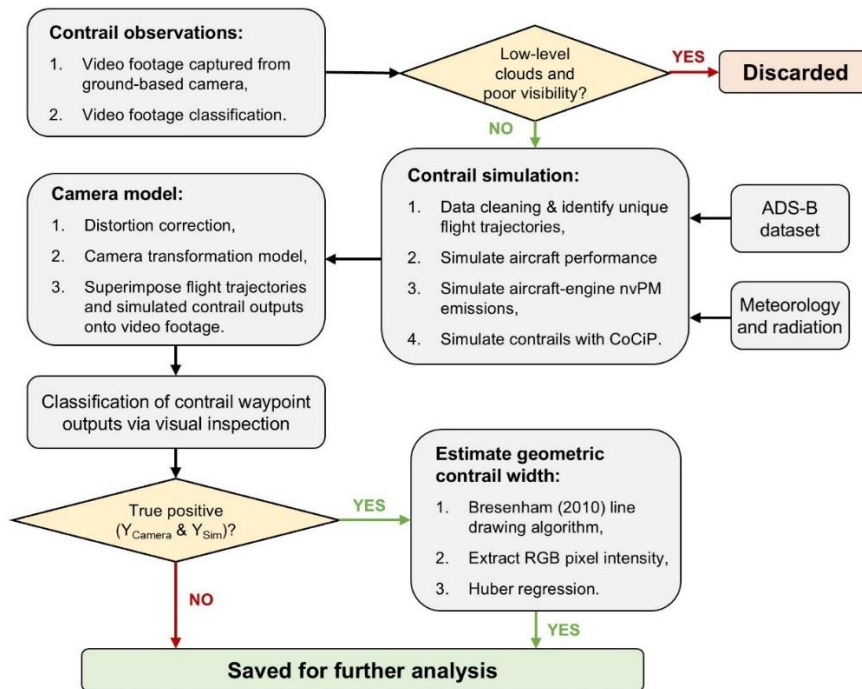 Contrail observations:
1. Video footage captured from
ground-based camera,
2. Video footage classification.
Low-level
clouds and
poor visibility?
YES
Discarded
NO
Contrail simulation:
1. Data cleaning & identify unique
flight trajectories,
2. Simulate aircraft performance
3. Simulate aircraft-engine nvPM
emissions,
4. Simulate contrails with CoCiP.
ADS-B
dataset
Meteorology
and radiation
Camera model:
1. Distortion correction,
2. Camera transformation model,
3. Superimpose flight trajectories
and simulated contrail outputs
onto video footage.
Classification of contrail waypoint
outputs via visual inspection
True positive
(YCamera & YSim)?
YES
NO
Estimate geometric
contrail width:
1. Bresenham (2010) line
drawing algorithm,
2. Extract RGB pixel intensity,
3. Huber regression.
YES
Saved for further analysis